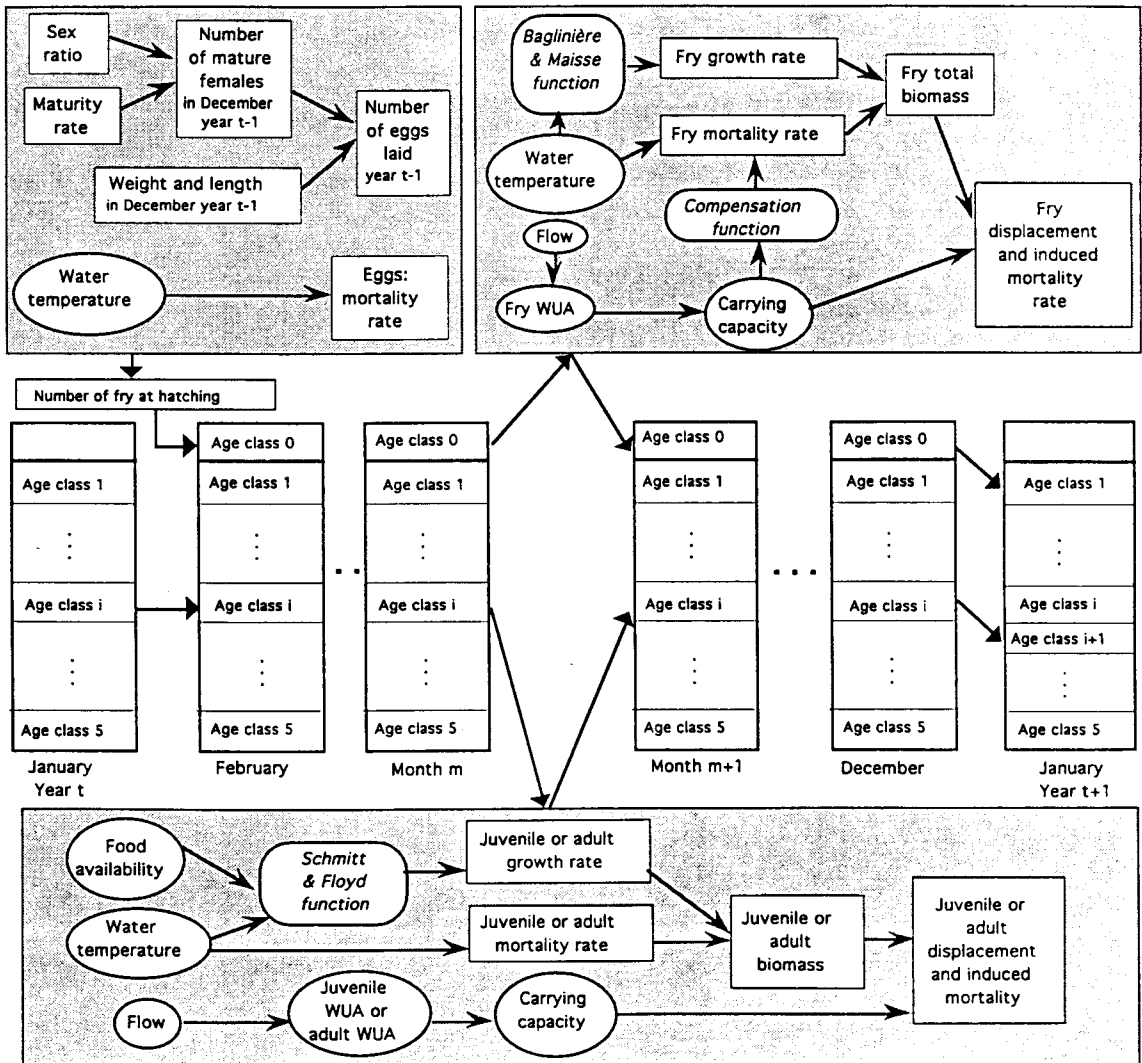 Sex
ratio
Maturity
rate
Number
of mature
females
in December
year t-1
Number
of eggs
laid
year t-1
Weight and length
in December year t-1
Water
temperature
Eggs:
mortality
rate
Baglinière
& Maisse
function
Fry growth rate
Fry total
biomass
Fry mortality rate
Water
temperature
Compensation
function
Flow
Fry WUA
Carrying
capacity
Fry
displacement
and induced
mortality
rate
Number of fry at hatching
Age class 1
Age class i
Age class 5
January
Year t
Age class 0
Age class 1
Age class i
Age class 5
February
Age class 0
Age class 1
Age class i
Age class 5
Month m
Age class 0
Age class 1
Age class i
Age class 5
Month m+1
Age class 0
Age class 1
Age class i
Age class 5
December
Age class 1
Age class i
Age class i+1
Age class 5
January
Year t+1
Food
availability
Water
temperature
Schmitt
& Floyd
function
Juvenile or adult
growth rate
Juvenile or adult
mortality rate
Juvenile or
adult
biomass
Juvenile or
adult
displacement
and induced
mortality
Flow
Juvenile
WUA or
adult WUA
Carrying
capacity